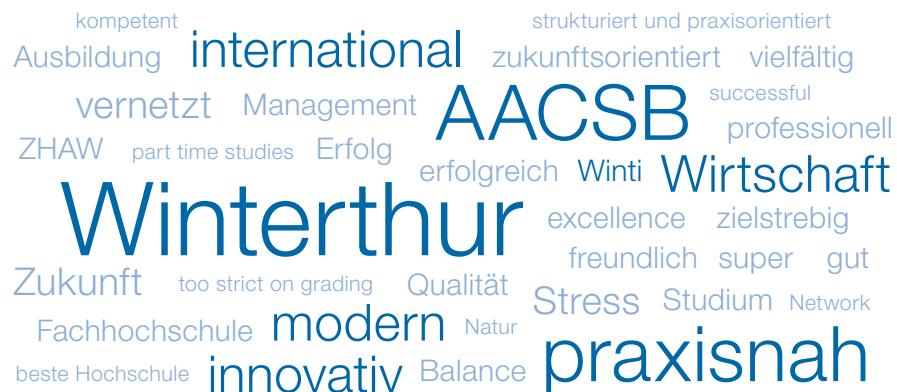 kompetent
strukturiert und praxisorientiert
Ausbildung
international
zukunftsorientiert
vielfältig
vernetzt
Management
AACSB
successful
professionell
ZHAW
part time studies
Erfolg
erfolgreich
Winti
Wirtschaft
Winterthur
excellence
zielstrebig
freundlich
super
gut
Zukunft
too strict on grading
Qualität
Stress
Studium
Network
Fachhochschule
modern
Natur
beste Hochschule
innovativ
Balance
praxisnah